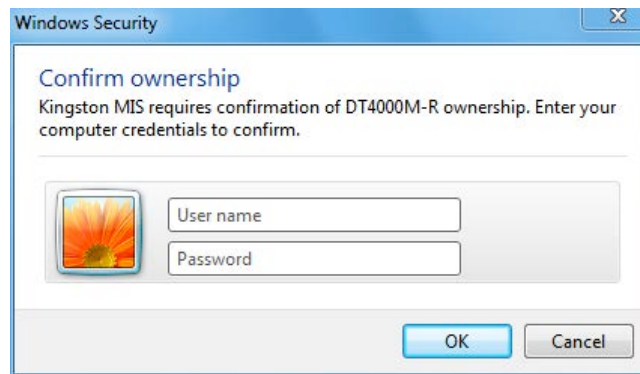 Windows Security
Confirm ownership
Kingston MIS requires confirmation of DT4000M-R ownership. Enter your
computer credentials to confirm.
User name
Password
OK
Cancel